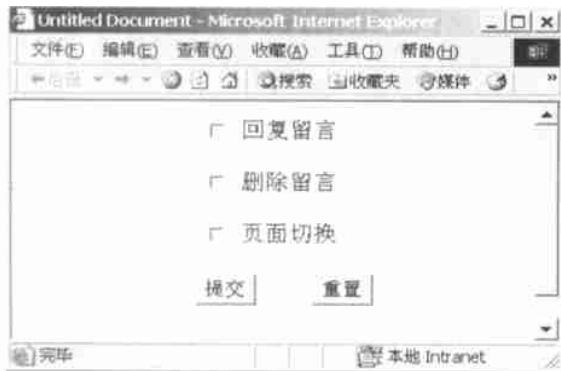 Untitled Document - Microsoft Internet Explorer
文件(F) 编辑(E) 查看(V) 收藏(A) 工具(T) 帮助(H)
后退 搜索 收藏夹 媒体 »
回复留言
删除留言
页面切换
提交 重置
完毕 本地 Intranet